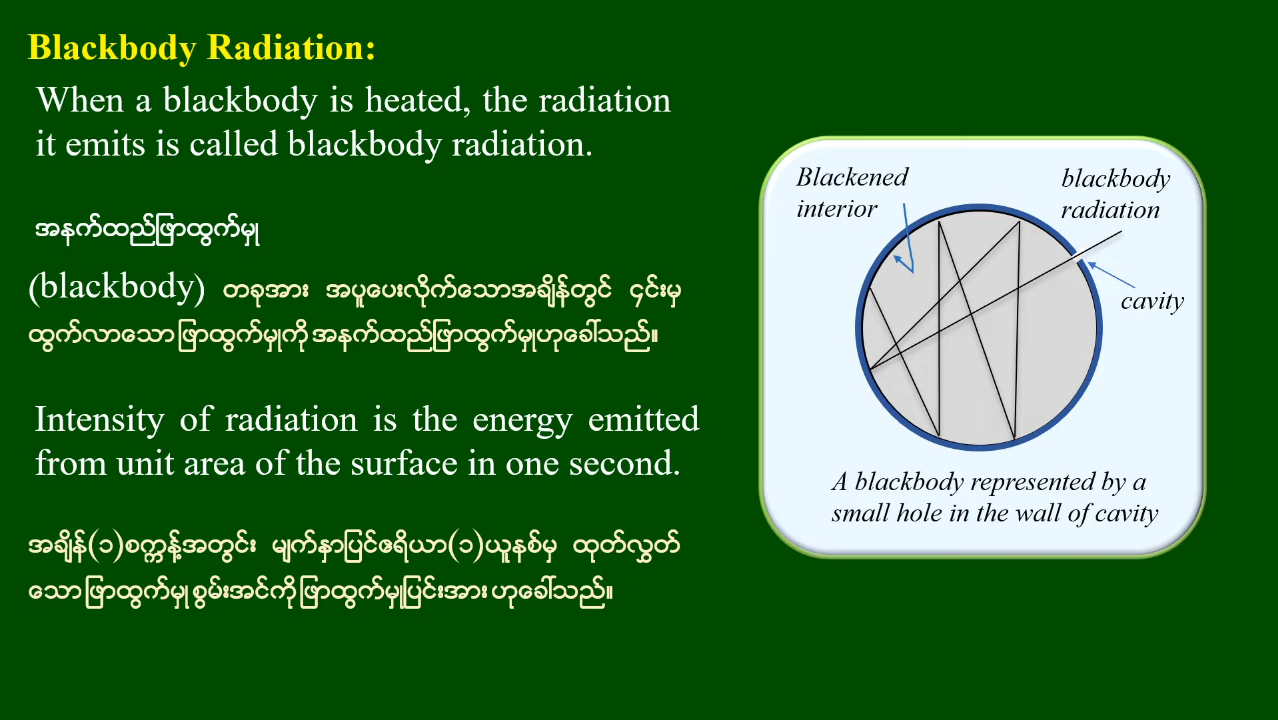 Blackbody Radiation:
When a blackbody is heated, the radiation
it emits is called blackbody radiation.
အနက်ထည်ဖြာထွက်မှု
(blackbody) တခုအား အပူပေးလိုက်သောအချိန်တွင် ၄င်းမှ
ထွက်လာသော ဖြာထွက်မှုကို အနက်ထည်ဖြာထွက်မှုဟုခေါ်သည်။
Intensity of radiation is the energy emitted
from unit area of the surface in one second.
အချိန်(၁)စက္ကန့်အတွင်း မျက်နှာပြင်ဧရိယာ(၁)ယူနစ်မှ ထုတ်လွှတ်
သော ဖြာထွက်မှု စွမ်းအင်ကို ဖြာထွက်မှုပြင်းအား ဟုခေါ်သည်။
Blackened
interior
blackbody
radiation
cavity
A blackbody represented by a
small hole in the wall of cavity